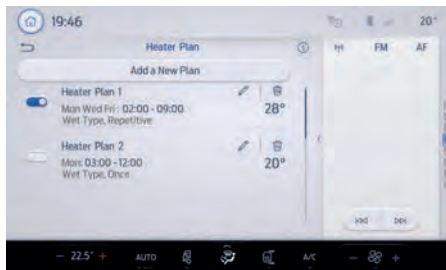 19:46
20°
Heater Plan
FM
AF
Add a New Plan
Heater Plan 1
Mon Wed Fri: 02:00 - 09:00
28°
Wet Type, Repetitive
Heater Plan 2
Mon: 03:00 - 12:00
20°
Wet Type, Once
- 22.5° +
AUTO
A/C
- +